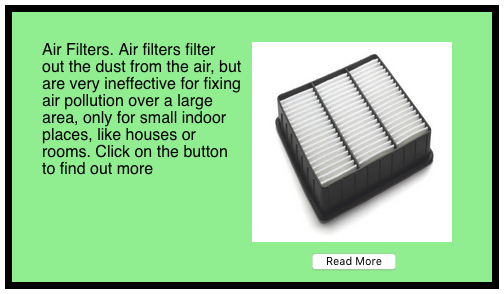 Air Filters. Air filters filter
out the dust from the air, but
are very ineffective for fixing
air pollution over a large
area, only for small indoor
places, like houses or
rooms. Click on the button
to find out more
Read More